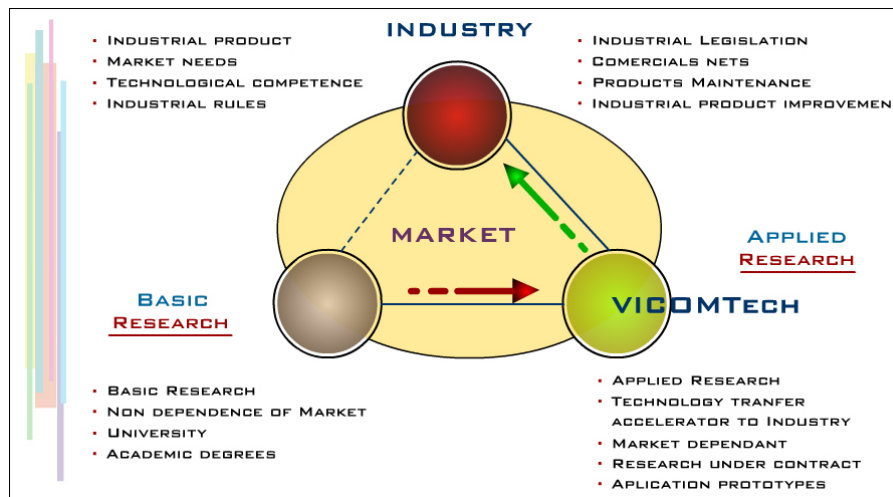 INDUSTRY
INDUSTRIAL PRODUCT
MARKET NEEDS
TECHNOLOGICAL COMPETENCE
INDUSTRIAL RULES
INDUSTRIAL LEGISLATION
COMERCIALS NETS
PRODUCTS MAINTENANCE
INDUSTRIAL PRODUCT IMPROVEMEN
MARKET
APPLIED
RESEARCH
BASIC
RESEARCH
VICOMTECH
BASIC RESEARCH
NON DEPENDENCE OF MARKET
UNIVERSITY
ACADEMIC DEGREES
APPLIED RESEARCH
TECHNOLOGY TRANFER
ACCELERATOR TO INDUSTRY
MARKET DEPENDANT
RESEARCH UNDER CONTRACT
APLICATION PROTOTYPES